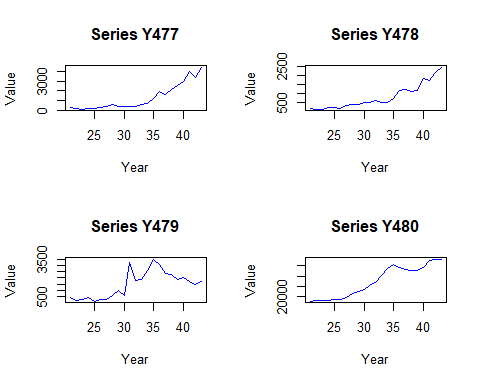 Series Y477
Value
0 3000
25 30 35 40
Year
Series Y478
Value
500 2500
25 30 35 40
Year
Series Y479
Value
500 3500
25 30 35 40
Year
Series Y480
Value
20000
25 30 35 40
Year